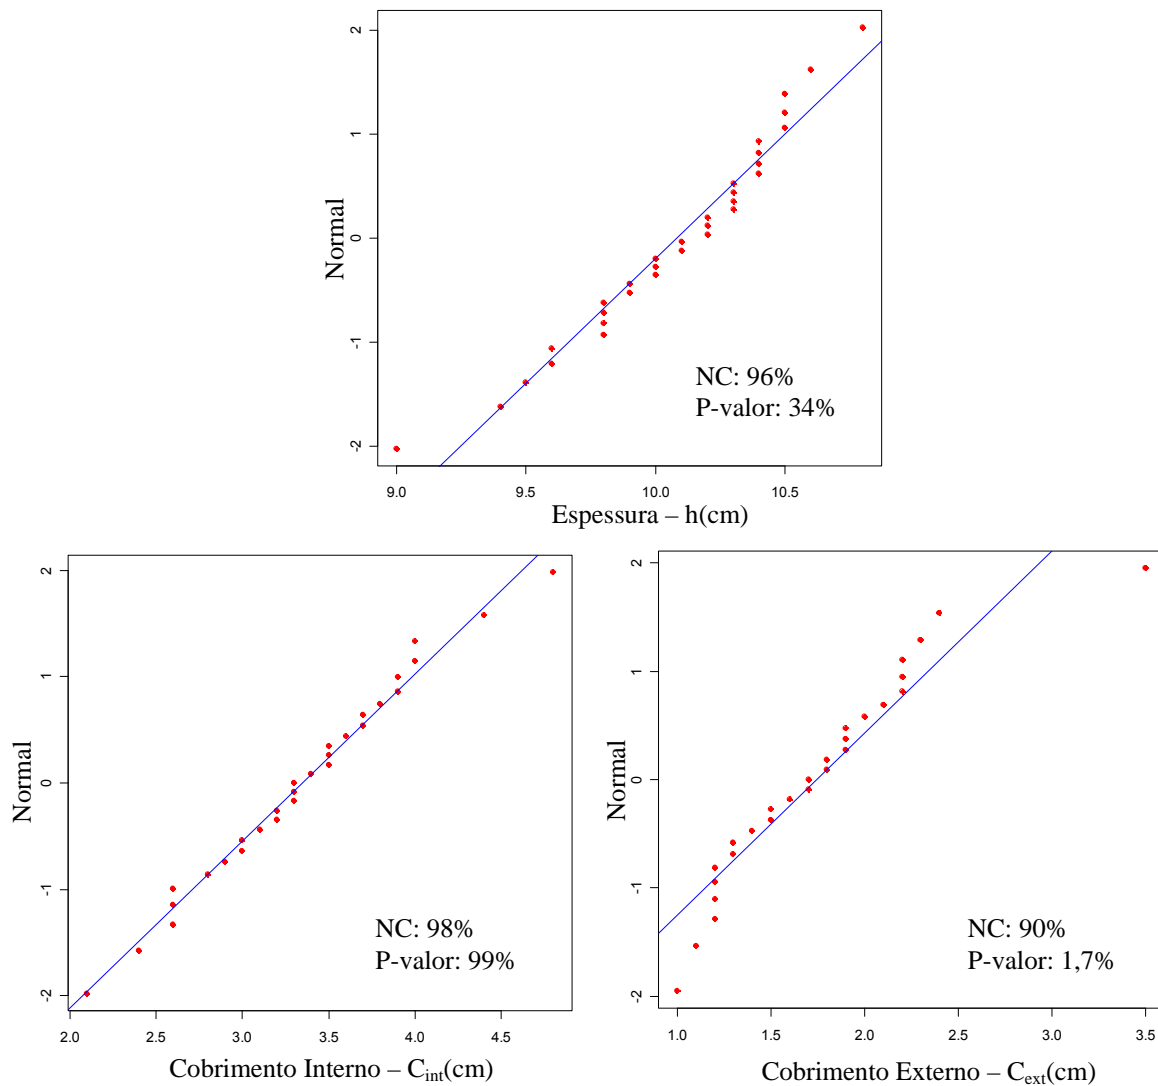 2
1
0
-1
-2
Normal
NC: 96%
P-valor: 34%
9.0 9.5 10.0 10.5
Espessura – h(cm)
2
1
0
-1
-2
Normal
NC: 98%
P-valor: 99%
2.0 2.5 3.0 3.5 4.0 4.5
Cobrimento Interno – Cint(cm)
2
1
0
-1
-2
Normal
NC: 90%
P-valor: 1,7%
1.0 1.5 2.0 2.5 3.0 3.5
Cobrimento Externo – Cext(cm)